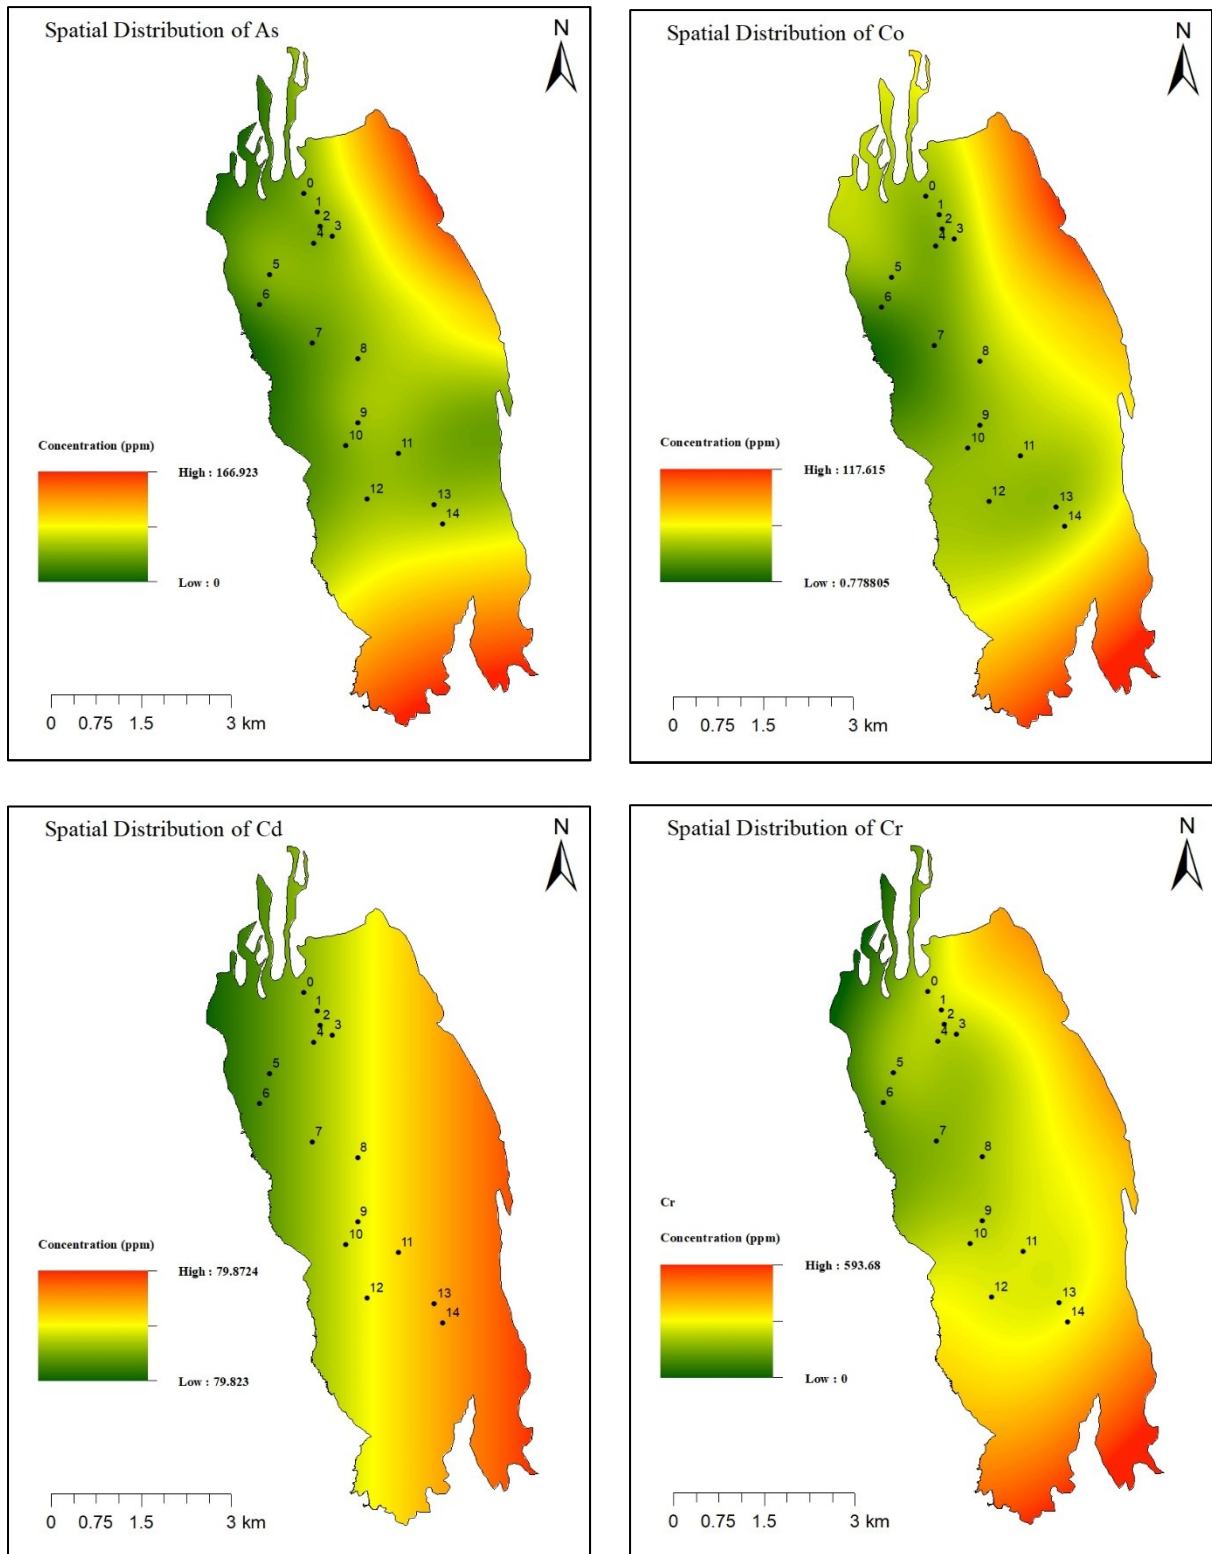 Spatial Distribution of As
N
0
1
2
3
4
5
6
7
8
9
10
11
12
13
14
Concentration (ppm)
High : 166.923
Low : 0
0 0.75 1.5 3 km
Spatial Distribution of Co
N
0
1
2
3
4
5
6
7
8
9
10
11
12
13
14
Concentration (ppm)
High : 117.615
Low : 0.778805
0 0.75 1.5 3 km
Spatial Distribution of Cd
N
0
1
2
3
4
5
6
7
8
9
10
11
12
13
14
Concentration (ppm)
High : 79.8724
Low : 79.823
0 0.75 1.5 3 km
Spatial Distribution of Cr
N
0
1
2
3
4
5
6
7
8
9
10
11
12
13
14
Cr
Concentration (ppm)
High : 593.68
Low : 0
0 0.75 1.5 3 km